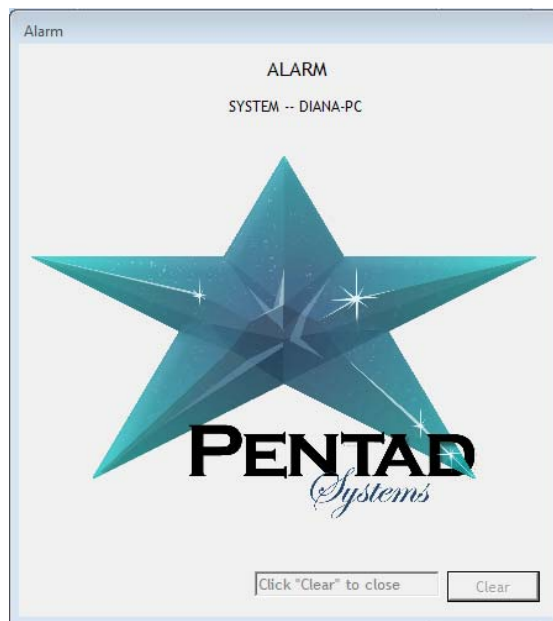 Alarm
ALARM
SYSTEM -- DIANA-PC
PENTAD
Systems
Click "Clear" to close
Clear